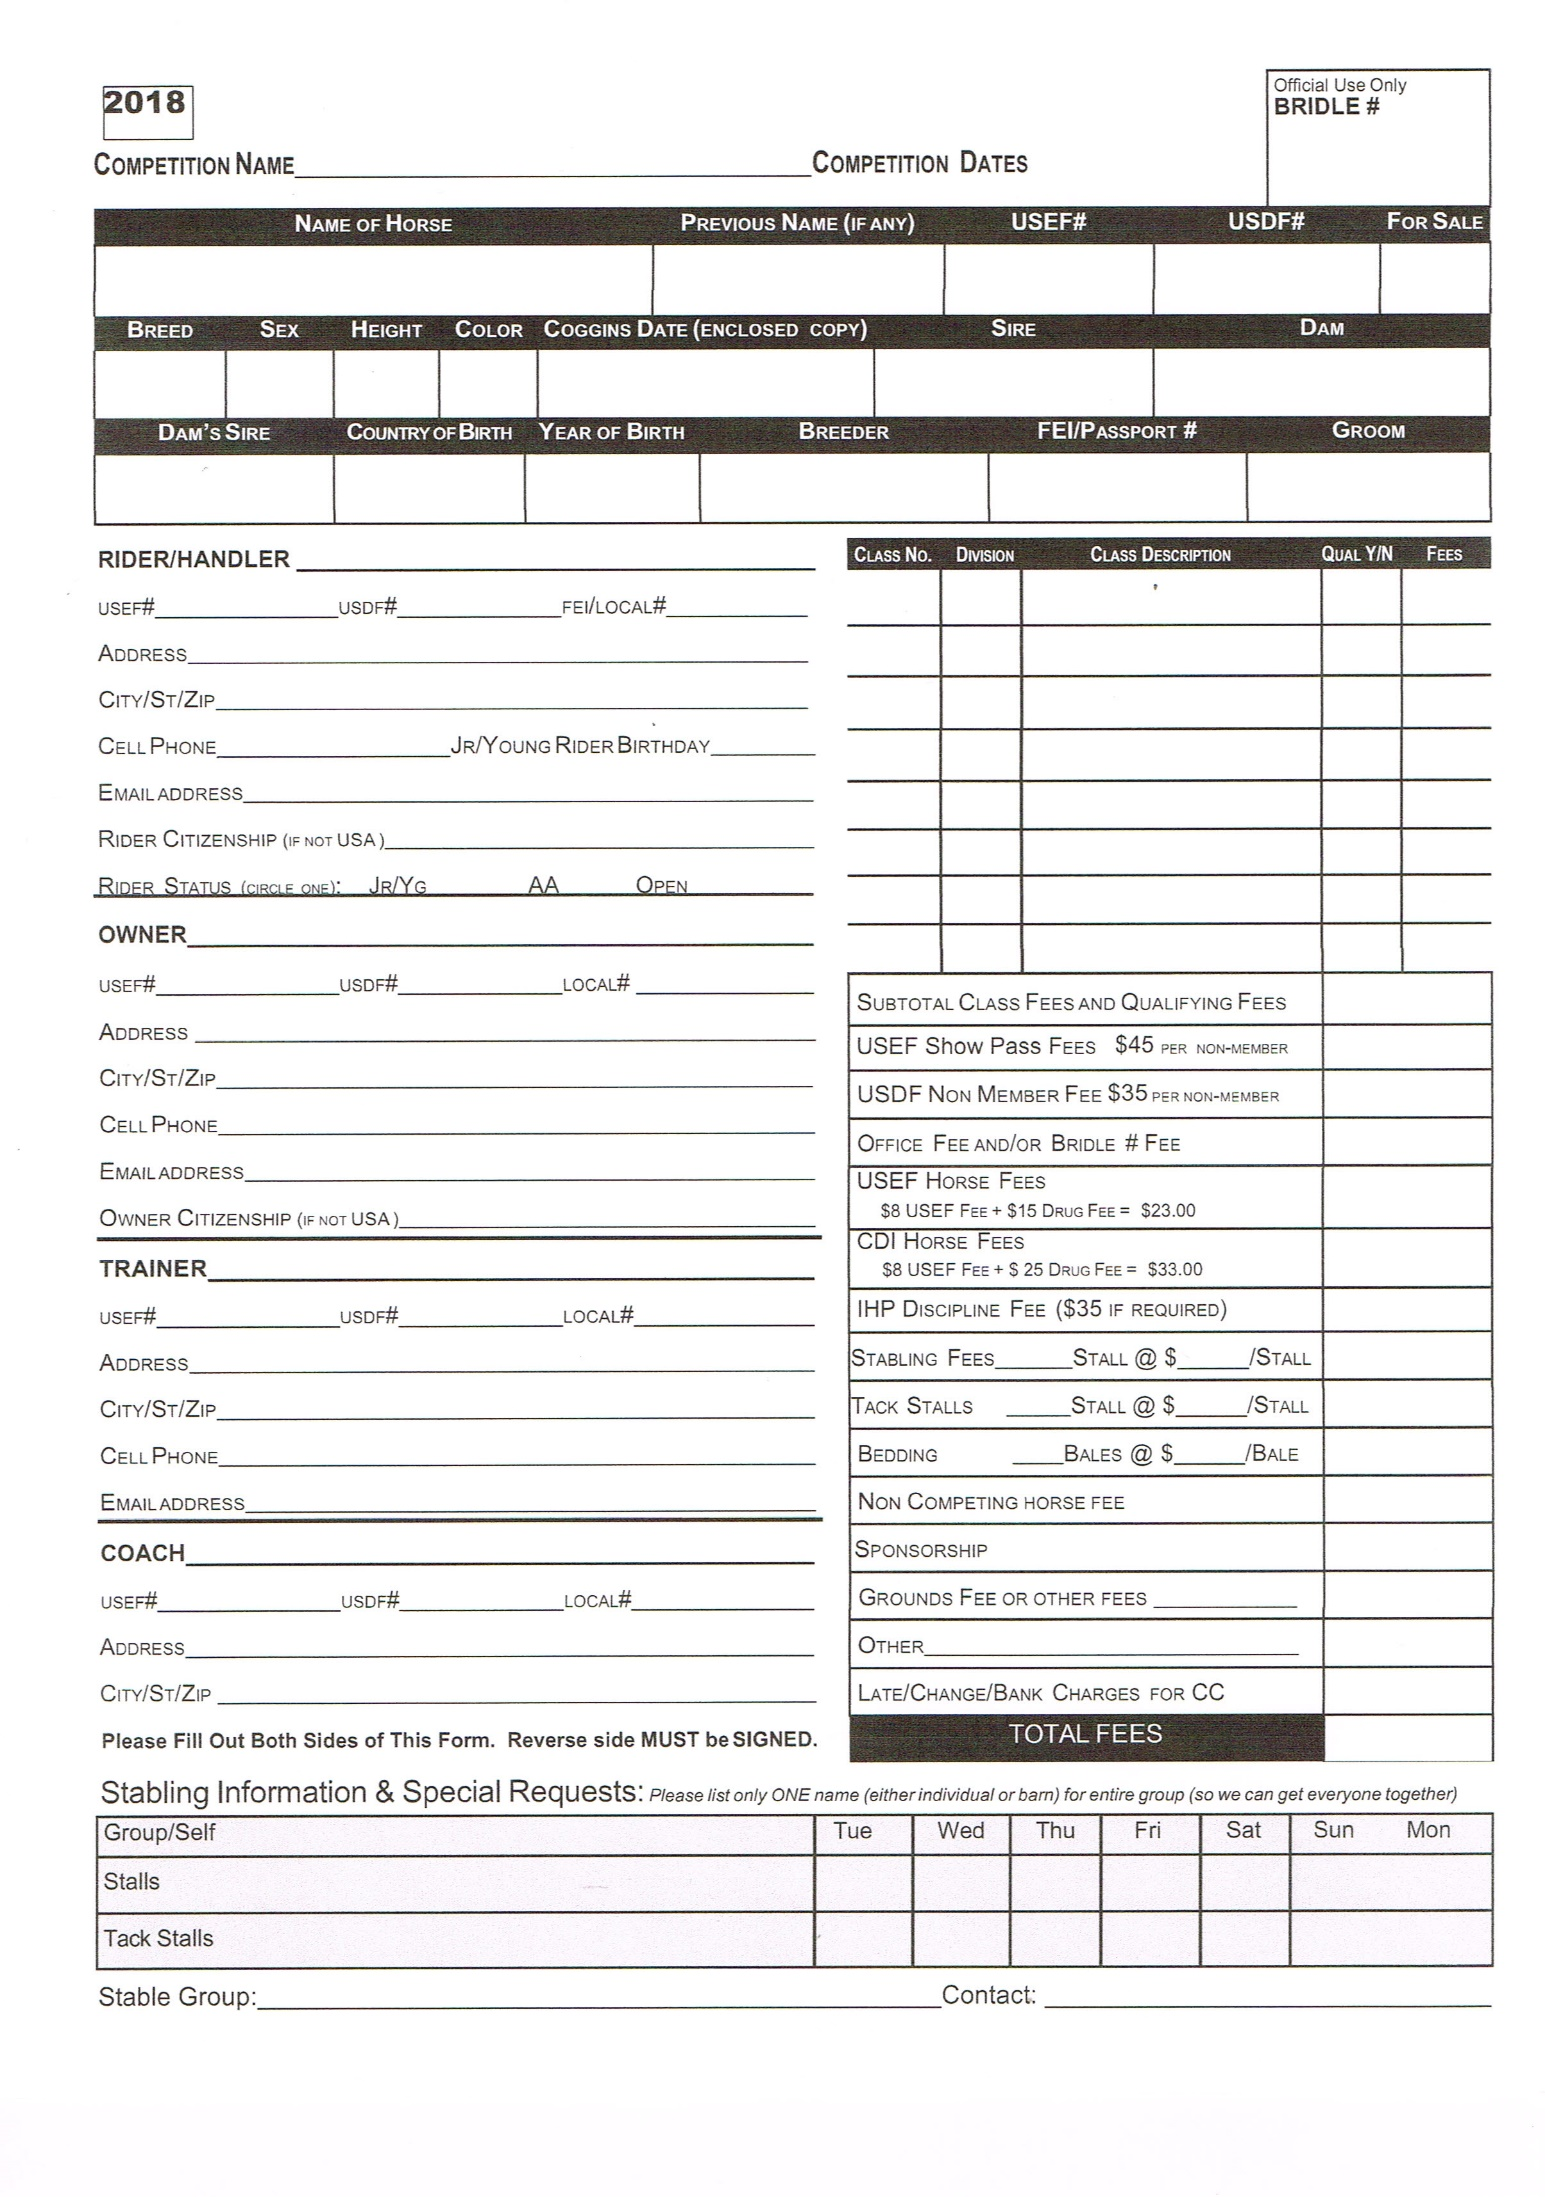 2018
Official Use Only
BRIDLE #
COMPETITION NAME COMPETITION DATES
NAME OF HORSE PREVIOUS NAME (IF ANY) USEF# USDF# FOR SALE
BREED SEX HEIGHT COLOR COGGINS DATE (ENCLOSED COPY) SIRE DAM
DAM'S SIRE COUNTRY OF BIRTH YEAR OF BIRTH BREEDER FEI/PASSPORT # GROOM
RIDER/HANDLER
USEF# USDF# FEI/LOCAL#
ADDRESS
CITY/ST/ZIP
CELL PHONE JR/YOUNG RIDER BIRTHDAY
EMAIL ADDRESS
RIDER CITIZENSHIP (IF NOT USA)
RIDER STATUS (CIRCLE ONE): JR/YG AA OPEN
OWNER
USEF# USDF# LOCAL#
ADDRESS
CITY/ST/ZIP
CELL PHONE
EMAIL ADDRESS
OWNER CITIZENSHIP (IF NOT USA)
TRAINER
USEF# USDF# LOCAL#
ADDRESS
CITY/ST/ZIP
CELL PHONE
EMAIL ADDRESS
COACH
USEF# USDF# LOCAL#
ADDRESS
CITY/ST/ZIP
Please Fill Out Both Sides of This Form. Reverse side MUST be SIGNED.
CLASS NO. DIVISION CLASS DESCRIPTION QUAL Y/N FEES
SUBTOTAL CLASS FEES AND QUALIFYING FEES
USEF Show Pass FEES $45 PER NON-MEMBER
USDF NON MEMBER FEE $35 PER NON-MEMBER
OFFICE FEE AND/OR BRIDLE # FEE
USEF HORSE FEES
$8 USEF FEE + $15 DRUG FEE = $23.00
CDI HORSE FEES
$8 USEF FEE + $ 25 DRUG FEE = $33.00
IHP DISCIPLINE FEE ($35 IF REQUIRED)
STABLING FEES STALL @ $ /STALL
TACK STALLS STALL @ $ /STALL
BEDDING BALES @ $ /BALE
NON COMPETING HORSE FEE
SPONSORSHIP
GROUNDS FEE OR OTHER FEES
OTHER
LATE/CHANGE/BANK CHARGES FOR CC
TOTAL FEES
Stabling Information & Special Requests: Please list only ONE name (either individual or barn) for entire group (so we can get everyone together)
Group/Self Tue Wed Thu Fri Sat Sun Mon
Stalls
Tack Stalls
Stable Group: Contact: